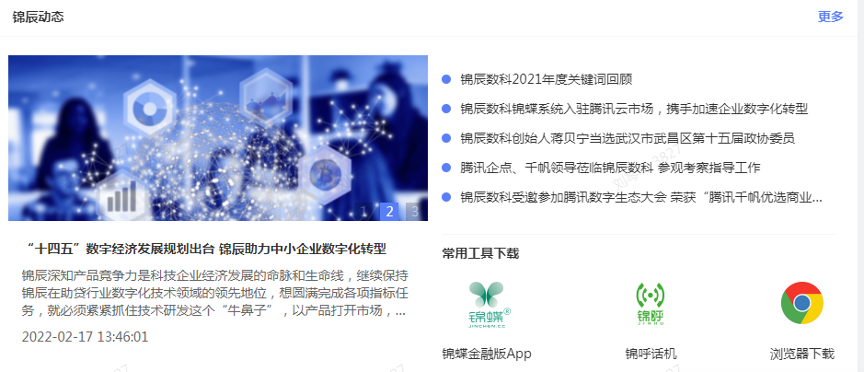 锦辰动态
更多
1 2 3
“十四五”数字经济发展规划出台 锦辰助力中小企业数字化转型
锦辰深知产品竞争力是科技企业经济发展的命脉和生命线，继续保持
锦辰在助贷行业数字化技术领域的领先地位，想圆满完成各项指标任
务，就必须紧紧抓住技术研发这个“牛鼻子”，以产品打开市场，...
2022-02-17 13:46:01
锦辰数科2021年度关键词回顾
锦辰数科锦蝶系统入驻腾讯云市场，携手加速企业数字化转型
锦辰数科创始人蒋贝宁当选武汉市武昌区第十五届政协委员
腾讯企点、千帆领导莅临锦辰数科 参观考察指导工作
锦辰数科受邀参加腾讯数字生态大会 荣获“腾讯千帆优选商业...
常用工具下载
锦蝶®
JINCHEN.CC
锦呼
JINHU
锦蝶金融版App
锦呼话机
浏览器下载